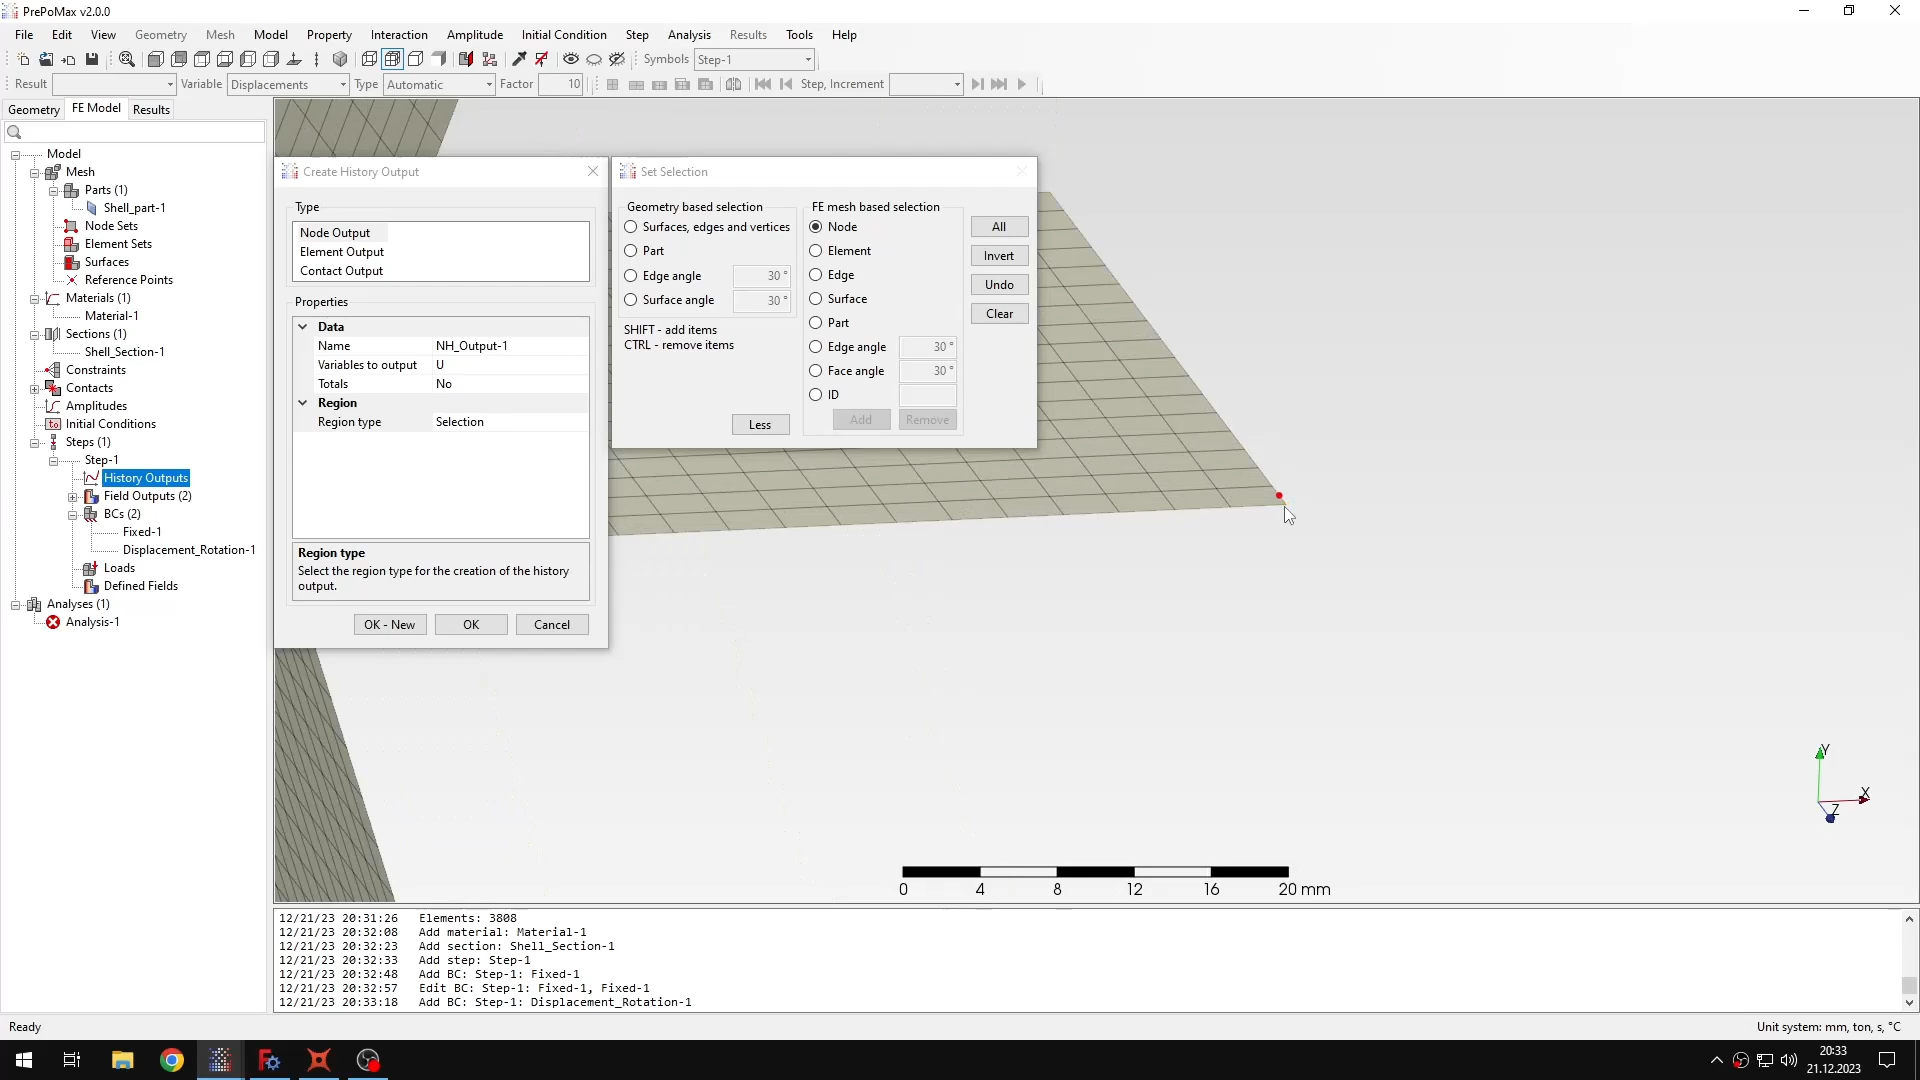 PrePoMax v2.0.0
File Edit View Geometry Mesh Model Property Interaction Amplitude Initial Condition Step Analysis Results Tools Help
Symbols Step-1
Result Variable Displacements Type Automatic Factor 10 Step, Increment
Geometry FE Model Results
Model
Mesh
Parts (1)
Shell_part-1
Node Sets
Element Sets
Surfaces
Reference Points
Materials (1)
Material-1
Sections (1)
Shell_Section-1
Constraints
Contacts
Amplitudes
Initial Conditions
Steps (1)
Step-1
History Outputs
Field Outputs (2)
BCs (2)
Fixed-1
Displacement_Rotation-1
Loads
Defined Fields
Analyses (1)
Analysis-1
Create History Output
Type
Node Output
Element Output
Contact Output
Properties
Data
Name NH_Output-1
Variables to output U
Totals No
Region
Region type Selection
Region type
Select the region type for the creation of the history
output.
OK - New OK Cancel
Set Selection
Geometry based selection
Surfaces, edges and vertices
Part
Edge angle 30 °
Surface angle 30 °
SHIFT - add items
CTRL - remove items
Less
FE mesh based selection
Node
Element
Edge
Surface
Part
Edge angle 30 °
Face angle 30 °
ID
Add Remove
All
Invert
Undo
Clear
Y
X
Z
0 4 8 12 16 20 mm
12/21/23 20:31:26 Elements: 3808
12/21/23 20:32:08 Add material: Material-1
12/21/23 20:32:23 Add section: Shell_Section-1
12/21/23 20:32:33 Add step: Step-1
12/21/23 20:32:48 Add BC: Step-1: Fixed-1
12/21/23 20:32:57 Edit BC: Step-1: Fixed-1, Fixed-1
12/21/23 20:33:18 Add BC: Step-1: Displacement_Rotation-1
Ready
Unit system: mm, ton, s, °C
20:33
21.12.2023